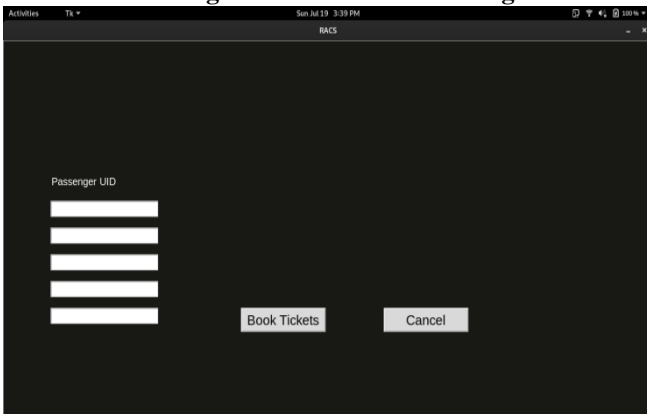 Activities Tk Sun Jul 19 3:39 PM 100 %
RACS
Passenger UID
Book Tickets Cancel